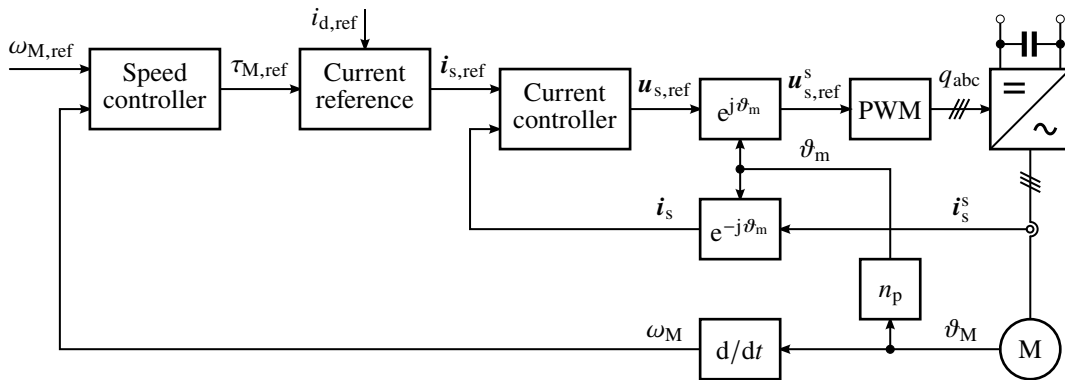 i_d,ref
ω_M,ref
Speed
controller
τ_M,ref
Current
reference
i_s,ref
Current
controller
u_s,ref
e^jϑ_m
u^s_s,ref
PWM
q_abc
=
~
ϑ_m
i_s
e^−jϑ_m
i^s_s
n_p
ω_M
d/dt
ϑ_M
M